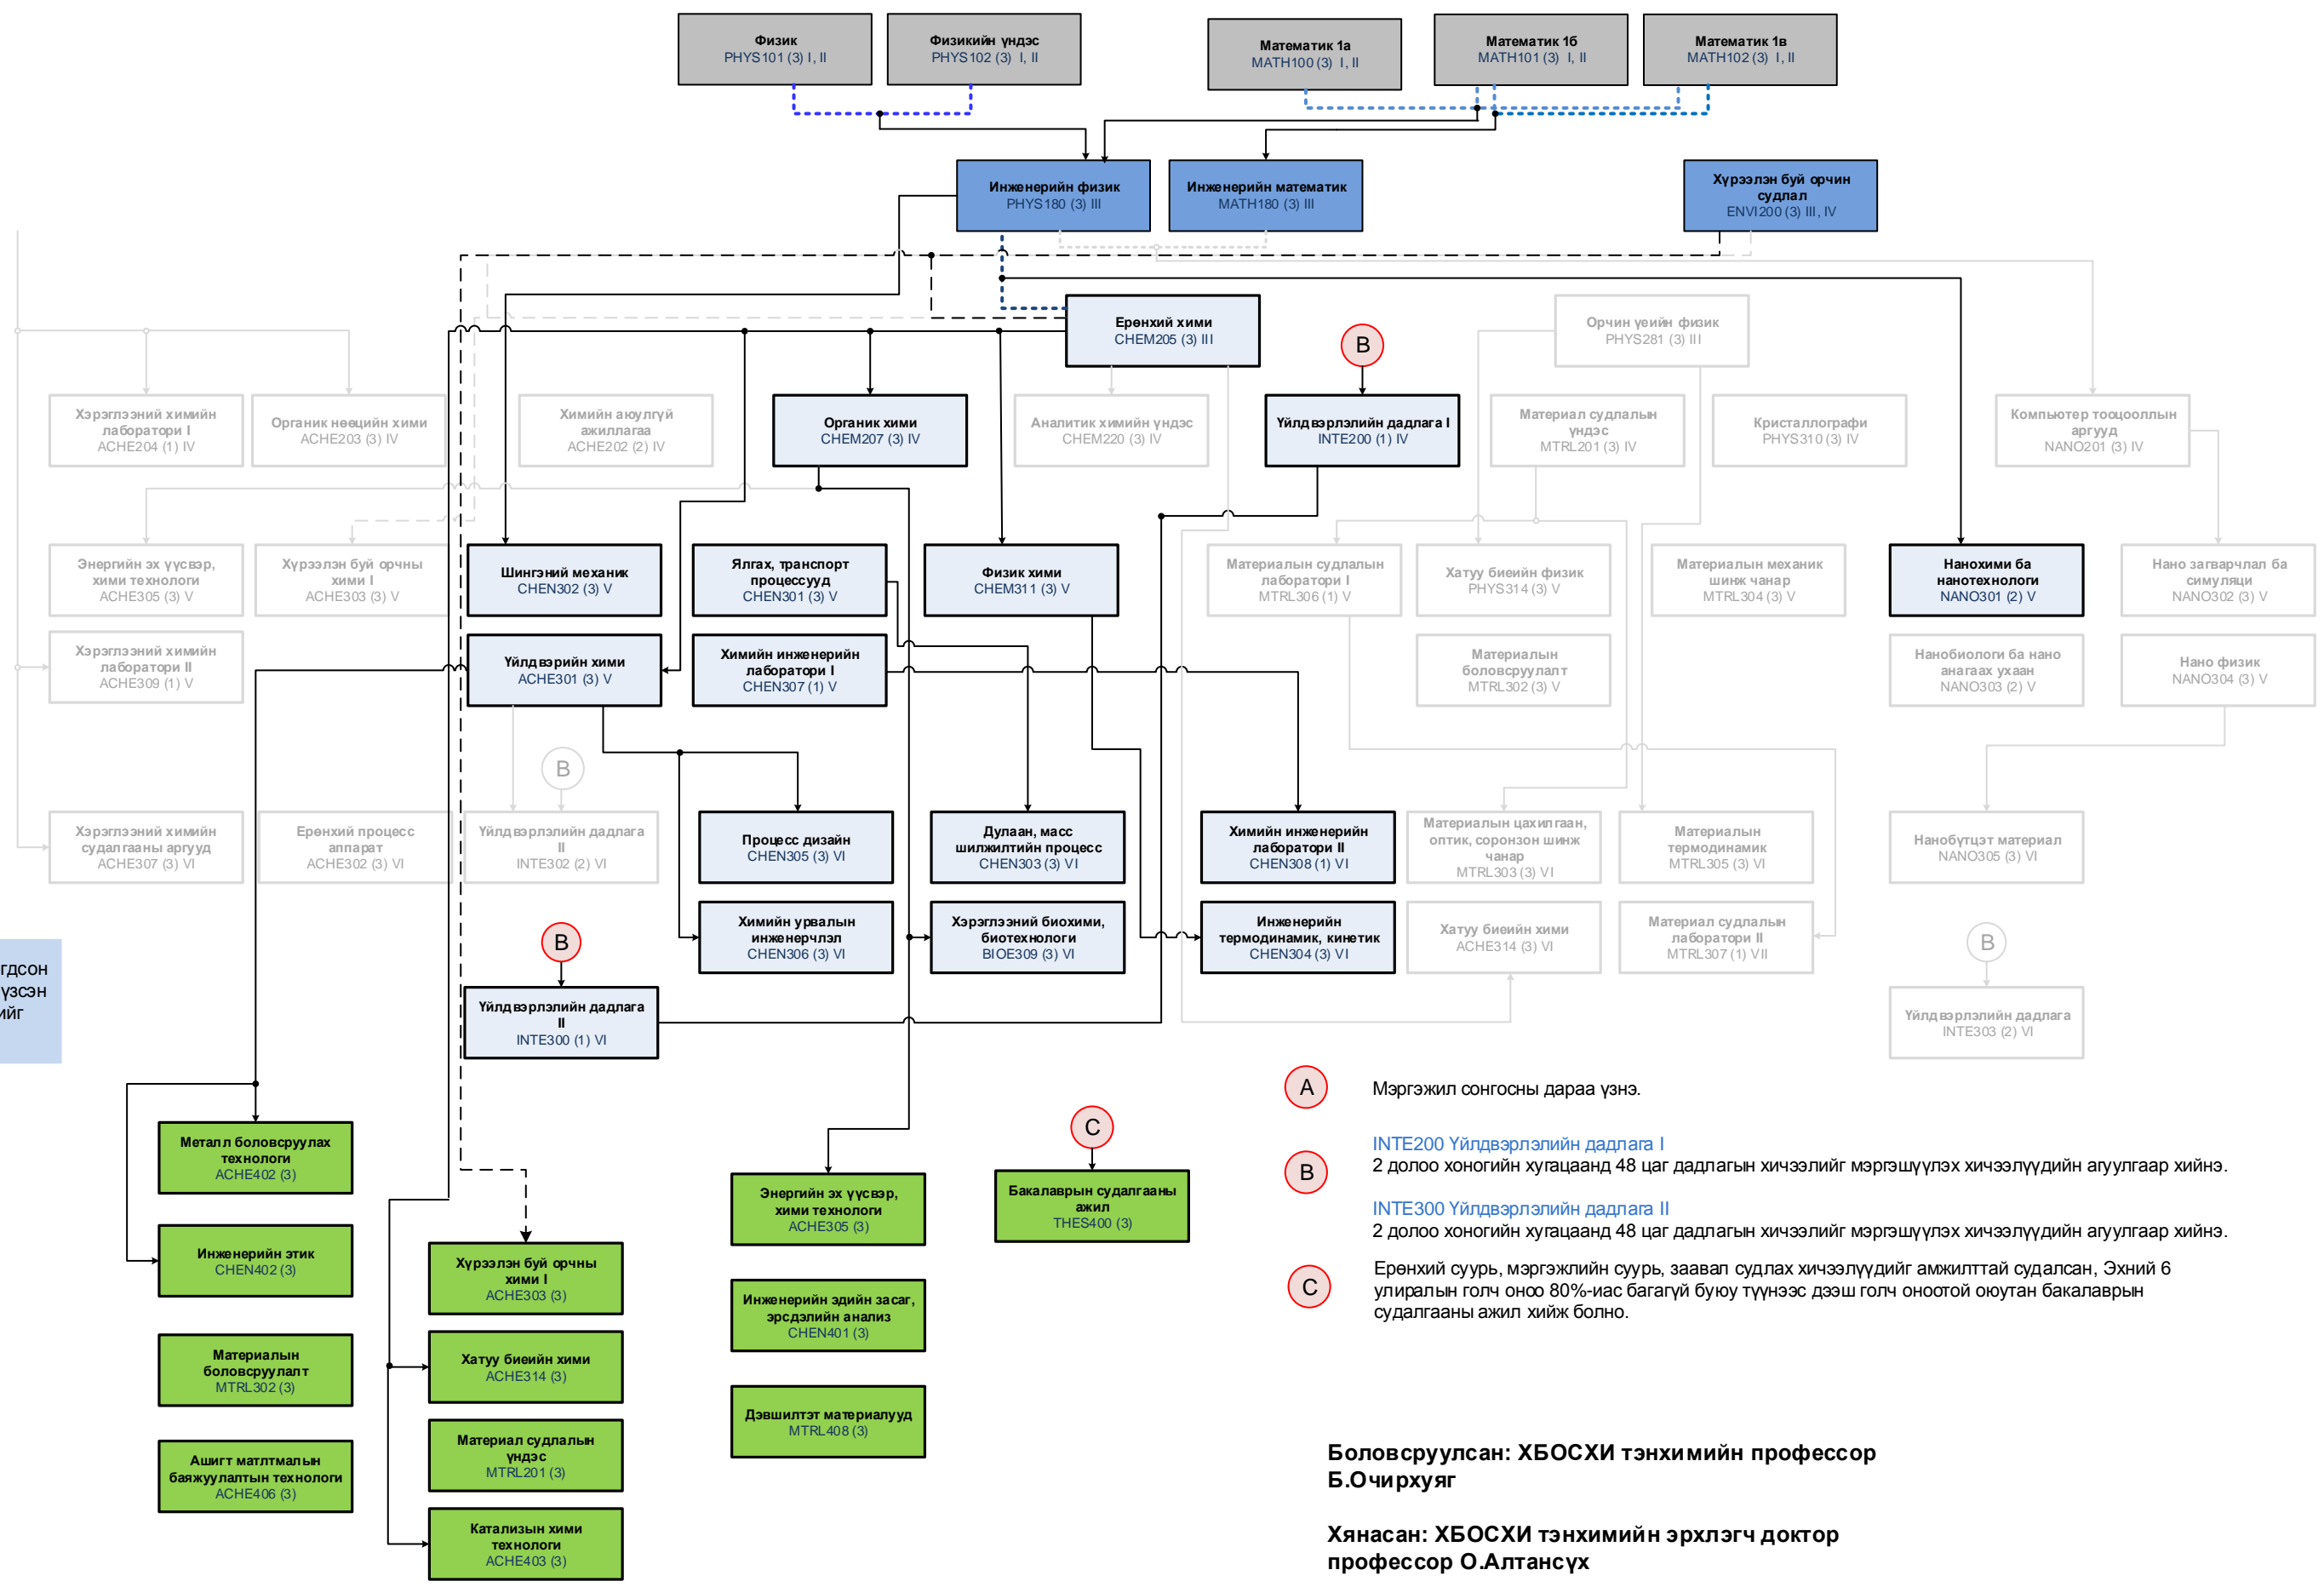 Физик
PHYS101 (3) I, II
Физикийн үндэс
PHYS102 (3) I, II
Математик 1а
MATH100 (3) I, II
Математик 1б
MATH101 (3) I, II
Математик 1в
MATH102 (3) I, II
Инженерийн физик
PHYS180 (3) III
Инженерийн математик
MATH180 (3) III
Хүрээлэн буй орчин
судлал
ENVI200 (3) III, IV
Ерөнхий хими
CHEM205 (3) III
Орчин үеийн физик
PHYS281 (3) III
B
Хэрэглээний химийн
лаборатори I
ACHE204 (1) IV
Органик нөөцийн хими
ACHE203 (3) IV
Химийн аюулгүй
ажиллагаа
ACHE202 (2) IV
Органик хими
CHEM207 (3) IV
Аналитик химийн үндэс
CHEM220 (3) IV
Үйлдвэрлэлийн дадлага I
INTE200 (1) IV
Материал судлалын
үндэс
MTRL201 (3) IV
Кристаллографи
PHYS310 (3) IV
Компьютер тооцооллын
аргууд
NANO201 (3) IV
Энергийн эх үүсвэр,
хими технологи
ACHE305 (3) V
Хүрээлэн буй орчны
хими I
ACHE303 (3) V
Шингэний механик
CHEN302 (3) V
Ялгах, транспорт
процессууд
CHEN301 (3) V
Физик хими
CHEM311 (3) V
Материалын судлалын
лаборатори I
MTRL306 (1) V
Хатуу биеийн физик
PHYS314 (3) V
Материалын механик
шинж чанар
MTRL304 (3) V
Нанохими ба
нанотехнологи
NANO301 (2) V
Нано загварчлал ба
симуляци
NANO302 (3) V
Хэрэглээний химийн
лаборатори II
ACHE309 (1) V
Үйлдвэрийн хими
ACHE301 (3) V
Химийн инженерийн
лаборатори I
CHEN307 (1) V
Материалын
боловсруулалт
MTRL302 (3) V
Нанобиологи ба нано
анагаах ухаан
NANO303 (2) V
Нано физик
NANO304 (3) V
B
Хэрэглээний химийн
судалгааны аргууд
ACHE307 (3) VI
Ерөнхий процесс
аппарат
ACHE302 (3) VI
Үйлдвэрлэлийн дадлага
II
INTE302 (2) VI
Процесс дизайн
CHEN305 (3) VI
Дулаан, масс
шилжилтийн процесс
CHEN303 (3) VI
Химийн инженерийн
лаборатори II
CHEN308 (1) VI
Материалын цахилгаан,
оптик, соронзон шинж
чанар
MTRL303 (3) VI
Материалын
термодинамик
MTRL305 (3) VI
Нанобүтцэт материал
NANO305 (3) VI
B
Химийн урвалын
инженерчлэл
CHEN306 (3) VI
Хэрэглээний биохими,
биотехнологи
BIOE309 (3) VI
Инженерийн
термодинамик, кинетик
CHEN304 (3) VI
Хатуу биеийн хими
ACHE314 (3) VI
Материал судлалын
лаборатори II
MTRL307 (1) VII
B
гдсон
үзсэн
ийг
Үйлдвэрлэлийн дадлага
II
INTE300 (1) VI
Үйлдвэрлэлийн дадлага
INTE303 (2) VI
A
Мэргэжил сонгосны дараа үзнэ.
B
INTE200 Үйлдвэрлэлийн дадлага I
2 долоо хоногийн хугацаанд 48 цаг дадлагын хичээлийг мэргэшүүлэх хичээлүүдийн агуулгаар хийнэ.
INTE300 Үйлдвэрлэлийн дадлага II
2 долоо хоногийн хугацаанд 48 цаг дадлагын хичээлийг мэргэшүүлэх хичээлүүдийн агуулгаар хийнэ.
C
Ерөнхий суурь, мэргэжлийн суурь, заавал судлах хичээлүүдийг амжилттай судалсан, Эхний 6
улиралын голч оноо 80%-иас багагүй буюу түүнээс дээш голч оноотой оюутан бакалаврын
судалгааны ажил хийж болно.
Металл боловсруулах
технологи
ACHE402 (3)
Инженерийн этик
CHEN402 (3)
Материалын
боловсруулалт
MTRL302 (3)
Ашигт матлтмалын
баяжуулалтын технологи
ACHE406 (3)
Хүрээлэн буй орчны
хими I
ACHE303 (3)
Хатуу биеийн хими
ACHE314 (3)
Материал судлалын
үндэс
MTRL201 (3)
Катализын хими
технологи
ACHE403 (3)
Энергийн эх үүсвэр,
хими технологи
ACHE305 (3)
Инженерийн эдийн засаг,
эрсдэлийн анализ
CHEN401 (3)
Дэвшилтэт материалууд
MTRL408 (3)
C
Бакалаврын судалгааны
ажил
THES400 (3)
Боловсруулсан: ХБОСХИ тэнхимийн профессор
Б.Очирхуяг
Хянасан: ХБОСХИ тэнхимийн эрхлэгч доктор
профессор О.Алтансүх